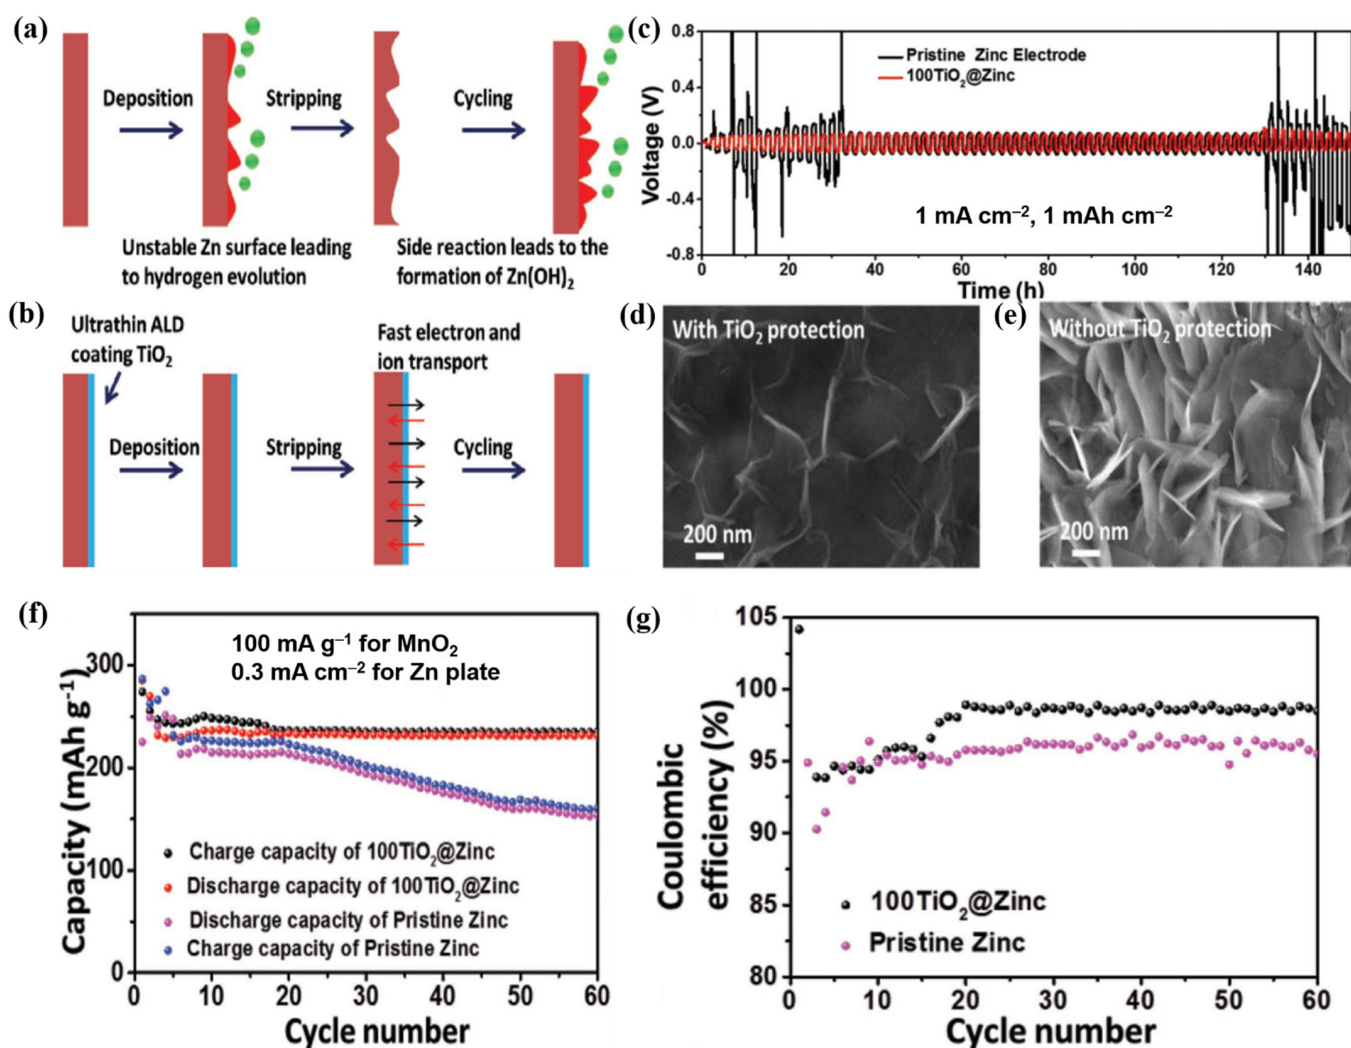 (a)
Deposition
Stripping
Cycling
Unstable Zn surface leading
to hydrogen evolution
Side reaction leads to the
formation of Zn(OH)₂
(b)
Ultrathin ALD
coating TiO₂
Fast electron and
ion transport
Deposition
Stripping
Cycling
(c)
Voltage (V)
0.8
0.4
0.0
-0.4
-0.8
Pristine Zinc Electrode
100TiO₂@Zinc
1 mA cm⁻², 1 mAh cm⁻²
0 20 40 60 80 100 120 140
Time (h)
(d)
With TiO₂ protection
200 nm
(e)
Without TiO₂ protection
200 nm
(f)
Capacity (mAh g⁻¹)
300
200
100
0
100 mA g⁻¹ for MnO₂
0.3 mA cm⁻² for Zn plate
Charge capacity of 100TiO₂@Zinc
Discharge capacity of 100TiO₂@Zinc
Discharge capacity of Pristine Zinc
Charge capacity of Pristine Zinc
0 10 20 30 40 50 60
Cycle number
(g)
Coulombic
efficiency (%)
105
100
95
90
85
80
100TiO₂@Zinc
Pristine Zinc
0 10 20 30 40 50 60
Cycle number